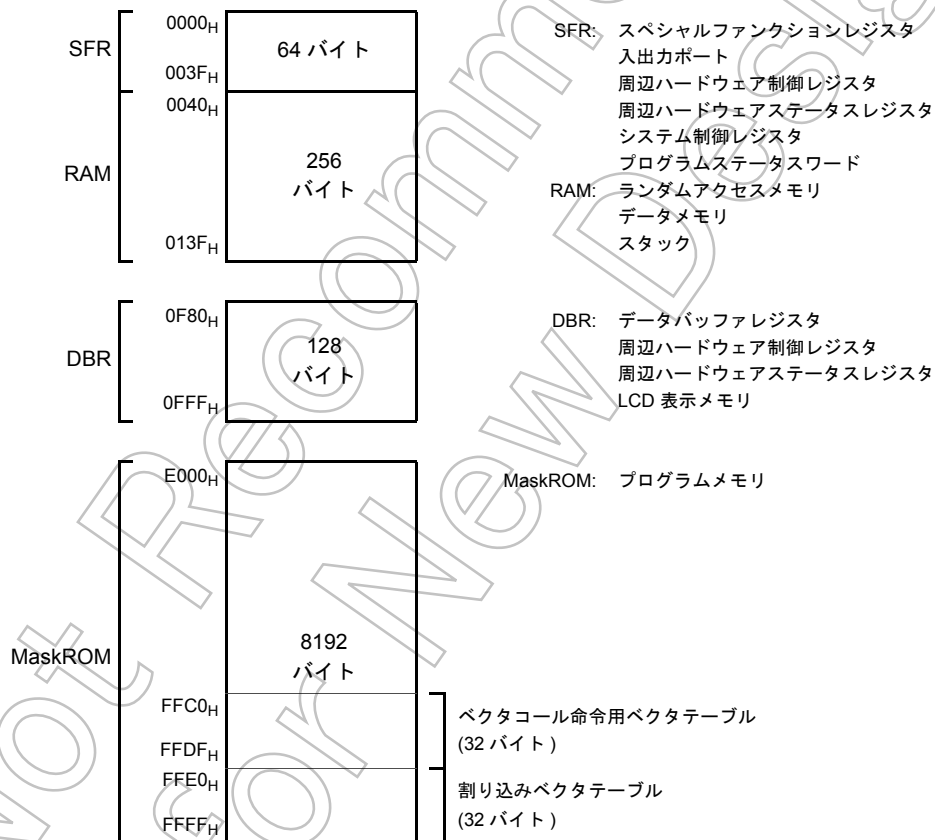 SFR
0000H
003FH
64 バイト
RAM
0040H
013FH
256
バイト
DBR
0F80H
0FFFH
128
バイト
MaskROM
E000H
8192
バイト
FFC0H
FFDFH
FFE0H
FFFFH
ベクタコール命令用ベクタテーブル
(32 バイト )
割り込みベクタテーブル
(32 バイト )
SFR: スペシャルファンクションレジスタ
入出力ポート
周辺ハードウェア制御レジスタ
周辺ハードウェアステータスレジスタ
システム制御レジスタ
プログラムステータスワード
RAM: ランダムアクセスメモリ
データメモリ
スタック
DBR: データバッファレジスタ
周辺ハードウェア制御レジスタ
周辺ハードウェアステータスレジスタ
LCD 表示メモリ
MaskROM: プログラムメモリ
Not Recomme
for New Desig